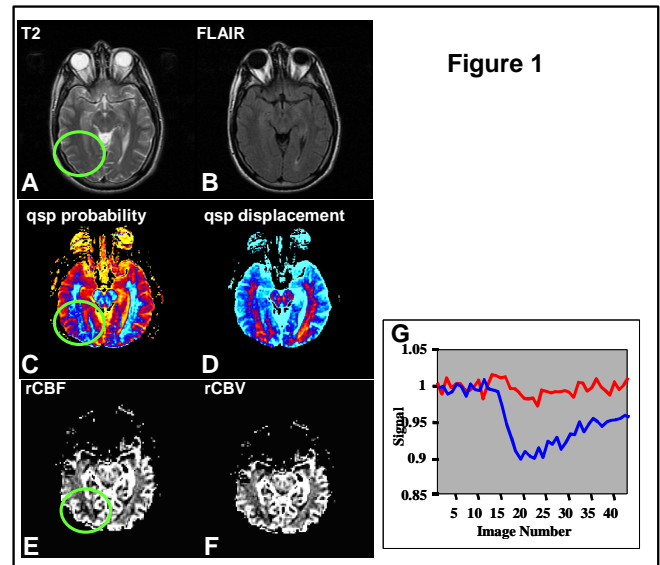 T2
FLAIR
Figure 1
A
B
qsp probability
qsp displacement
C
D
rCBF
rCBV
E
F
G
1.05
1
0.95
0.9
0.85
Signal
5 10 15 20 25 30 35 40
Image Number